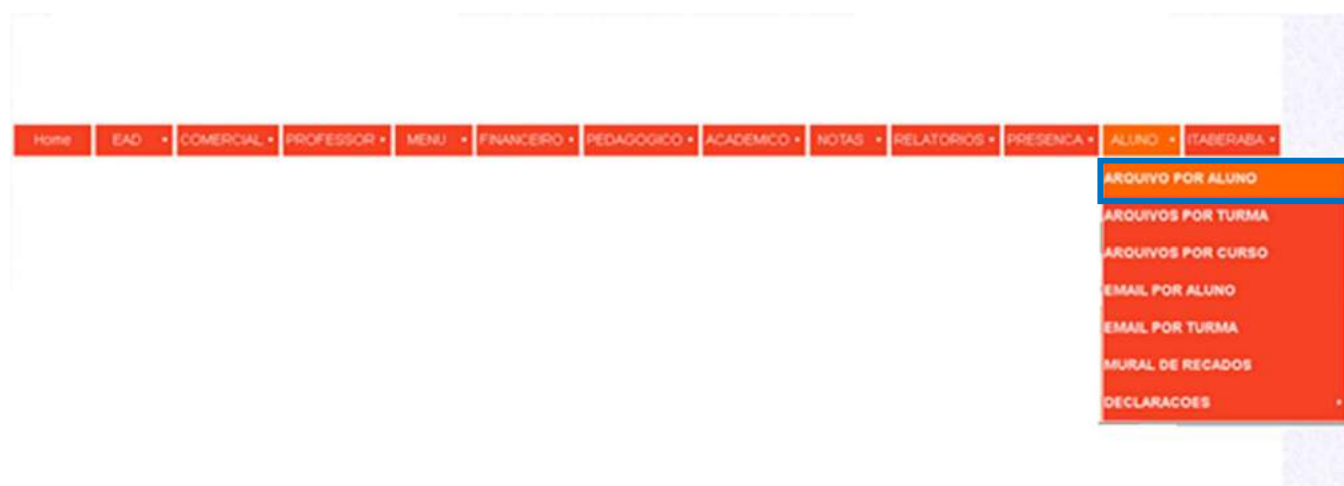 Home EAD COMERCIAL PROFESSOR MENU FINANCEIRO PEDAGOGICO ACADEMICO NOTAS RELATORIOS PRESENCA ALUNO ITABERABA
ARQUIVO POR ALUNO
ARQUIVOS POR TURMA
ARQUIVOS POR CURSO
EMAIL POR ALUNO
EMAIL POR TURMA
MURAL DE RECADOS
DECLARACOES